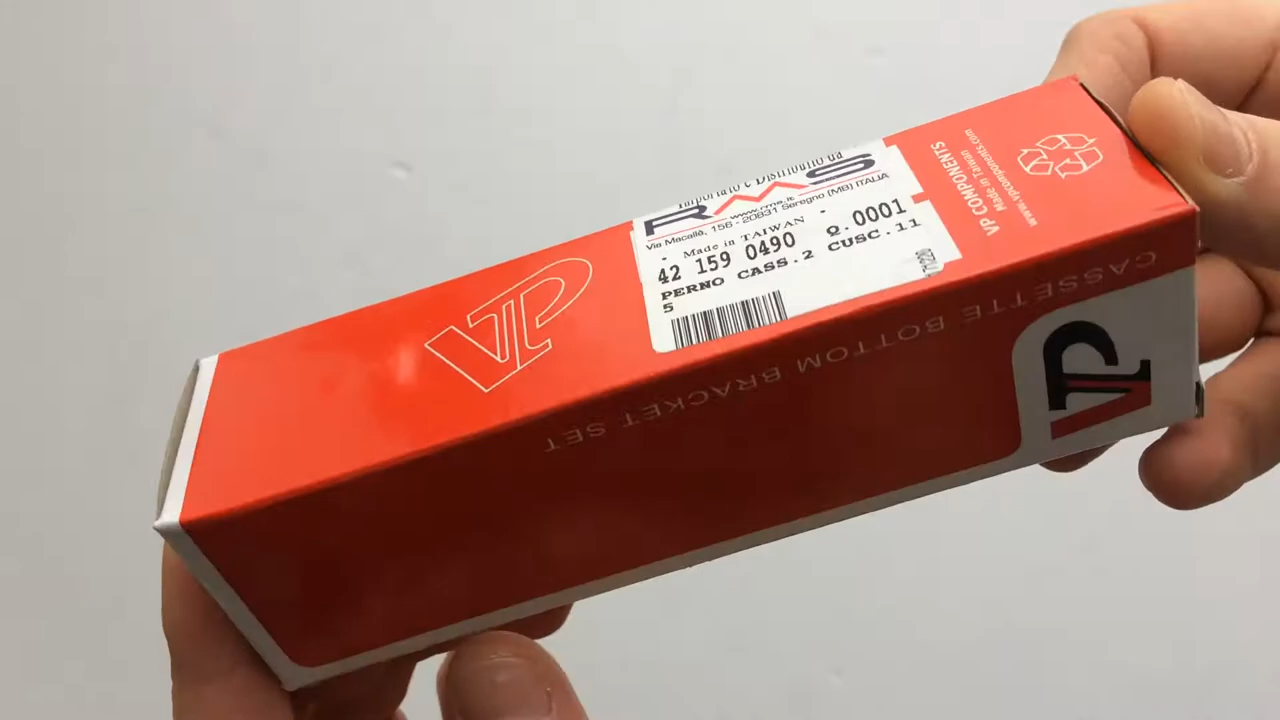 Importato e Distribuito da
RMS
www.rms.it
Via Macallè, 156 - 20831 Seregno (MB) ITALIA
- Made in TAIWAN -
42 159 0490 Q.0001
PERNO CASS.2 CUSC.11
5
VP COMPONENTS
Made in Taiwan
www.vpcomponents.com
VP
CASSETTE BOTTOM BRACKET SET
VP